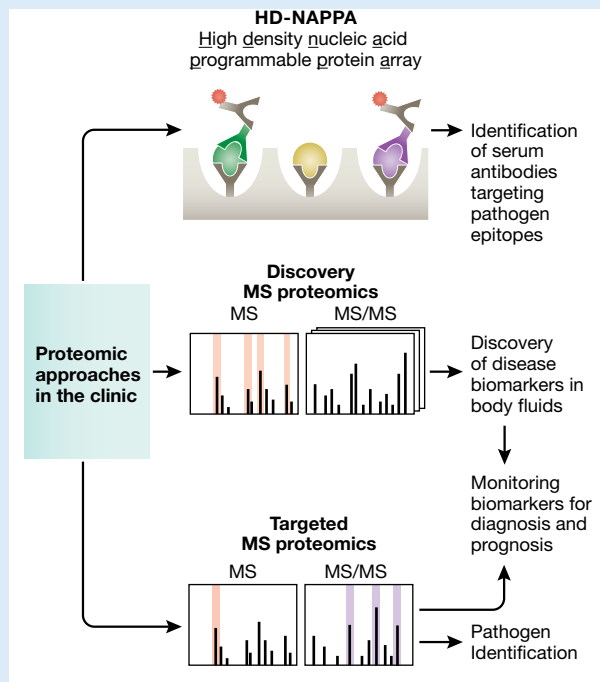 HD-NAPPA
High density nucleic acid
programmable protein array
Identification
of serum
antibodies
targeting
pathogen
epitopes
Proteomic
approaches
in the clinic
Discovery
MS proteomics
MS
MS/MS
Discovery
of disease
biomarkers in
body fluids
Monitoring
biomarkers for
diagnosis and
prognosis
Targeted
MS proteomics
MS
MS/MS
Pathogen
Identification